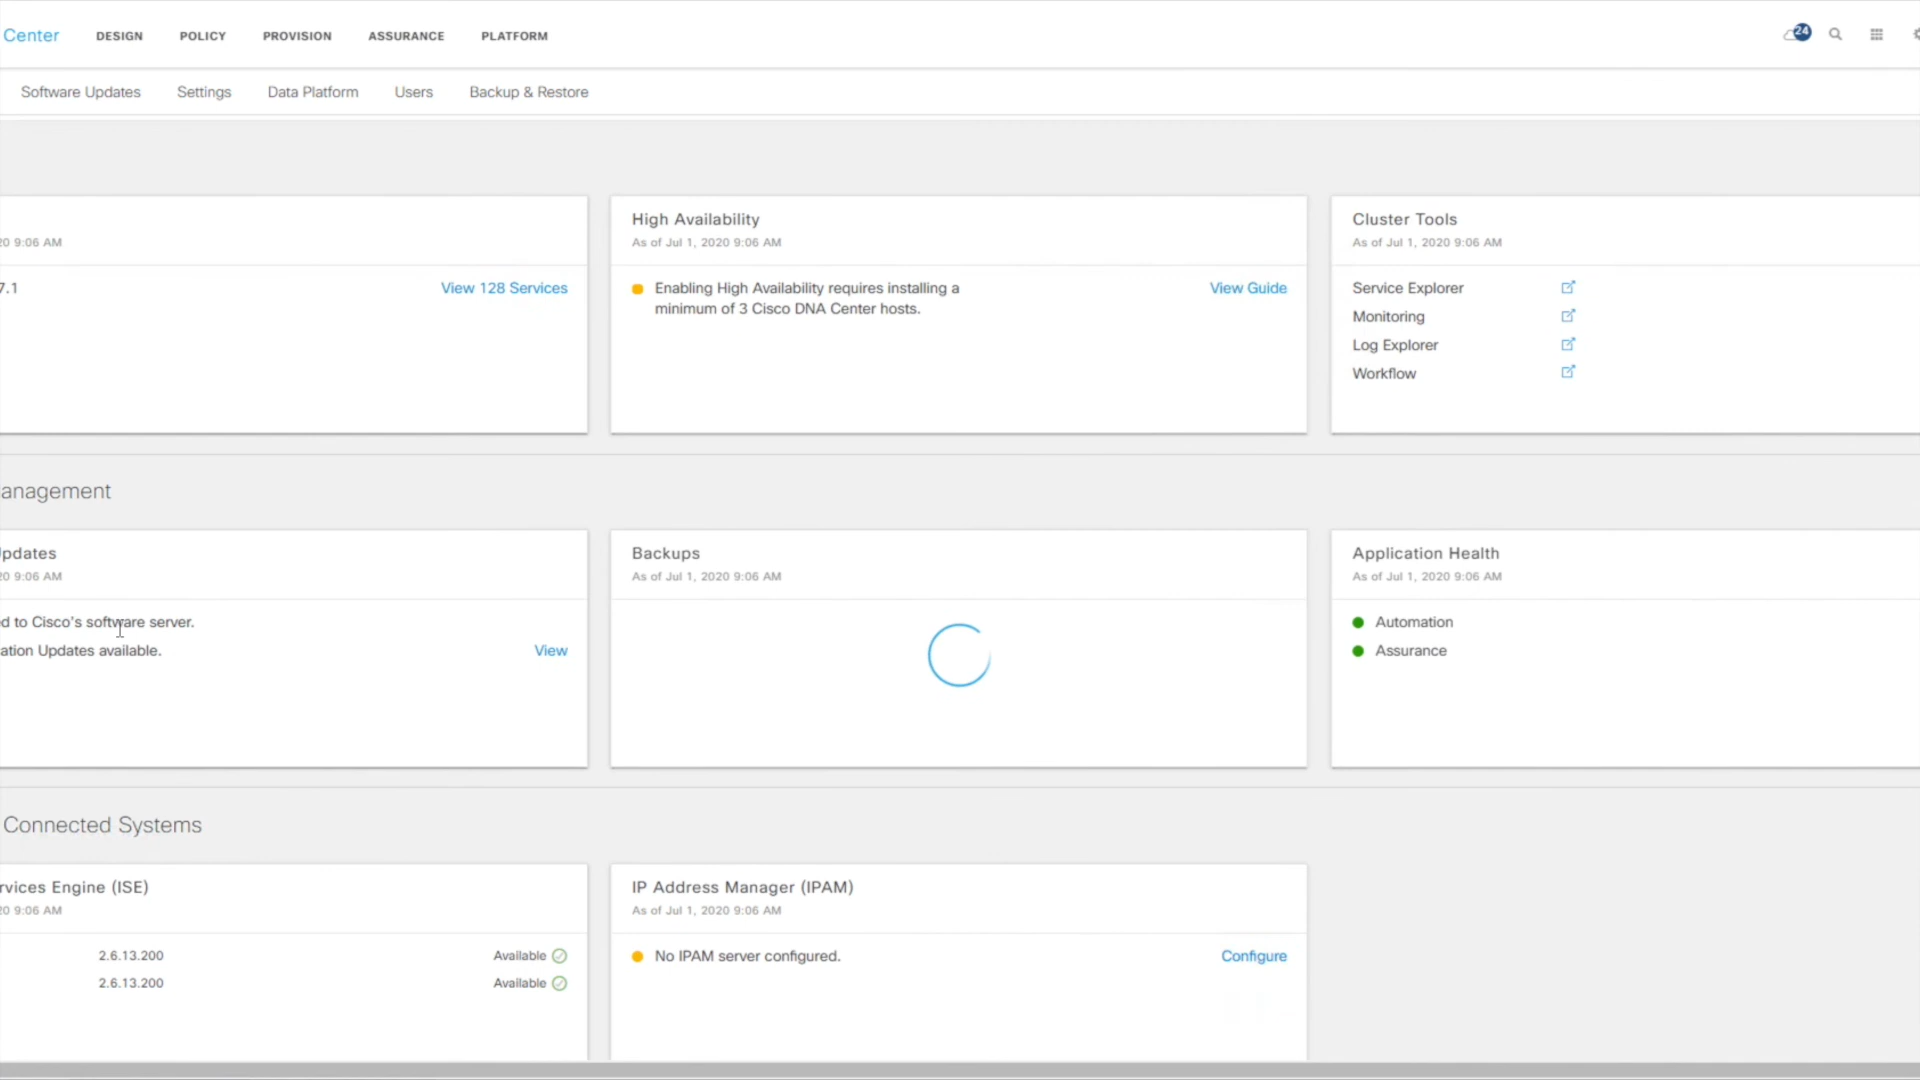 Center DESIGN POLICY PROVISION ASSURANCE PLATFORM 24
Software Updates Settings Data Platform Users Backup & Restore
20 9:06 AM
7.1 View 128 Services
High Availability
As of Jul 1, 2020 9:06 AM
Enabling High Availability requires installing a View Guide
minimum of 3 Cisco DNA Center hosts.
Cluster Tools
As of Jul 1, 2020 9:06 AM
Service Explorer
Monitoring
Log Explorer
Workflow
anagement
pdates
20 9:06 AM
d to Cisco's software server.
ation Updates available. View
Backups
As of Jul 1, 2020 9:06 AM
Application Health
As of Jul 1, 2020 9:06 AM
Automation
Assurance
Connected Systems
rvices Engine (ISE)
20 9:06 AM
2.6.13.200 Available
2.6.13.200 Available
IP Address Manager (IPAM)
As of Jul 1, 2020 9:06 AM
No IPAM server configured. Configure